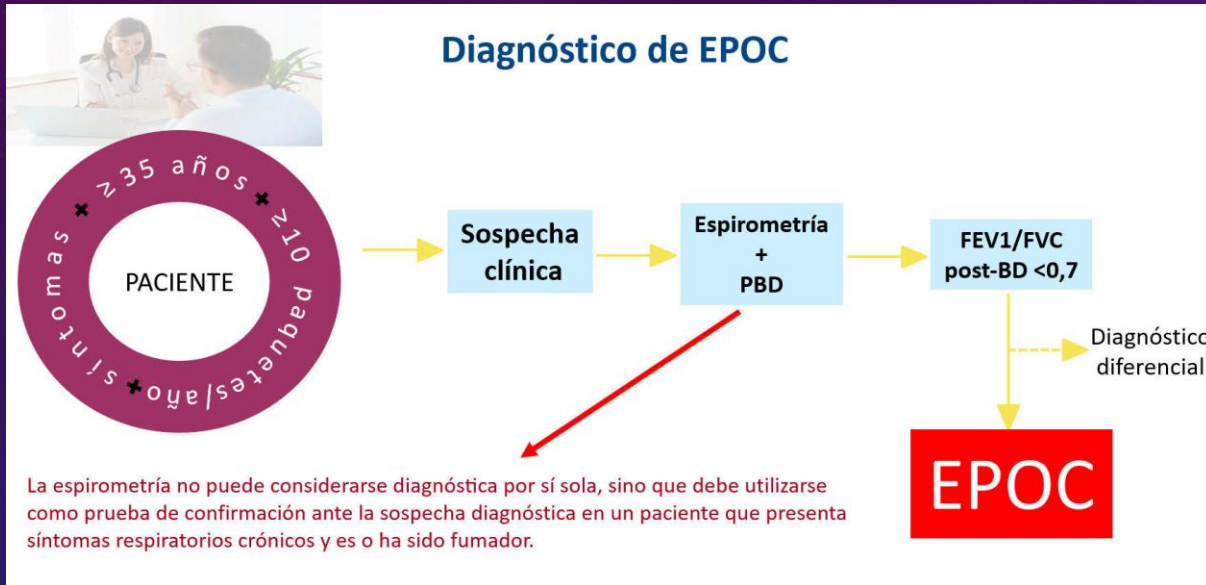 Diagnóstico de EPOC
síntomas + ≥35 años + ≥10 paquetes/año +
PACIENTE
Sospecha
clínica
Espirometría
+
PBD
FEV1/FVC
post-BD <0,7
Diagnóstico
diferencial
EPOC
La espirometría no puede considerarse diagnóstica por sí sola, sino que debe utilizarse
como prueba de confirmación ante la sospecha diagnóstica en un paciente que presenta
síntomas respiratorios crónicos y es o ha sido fumador.